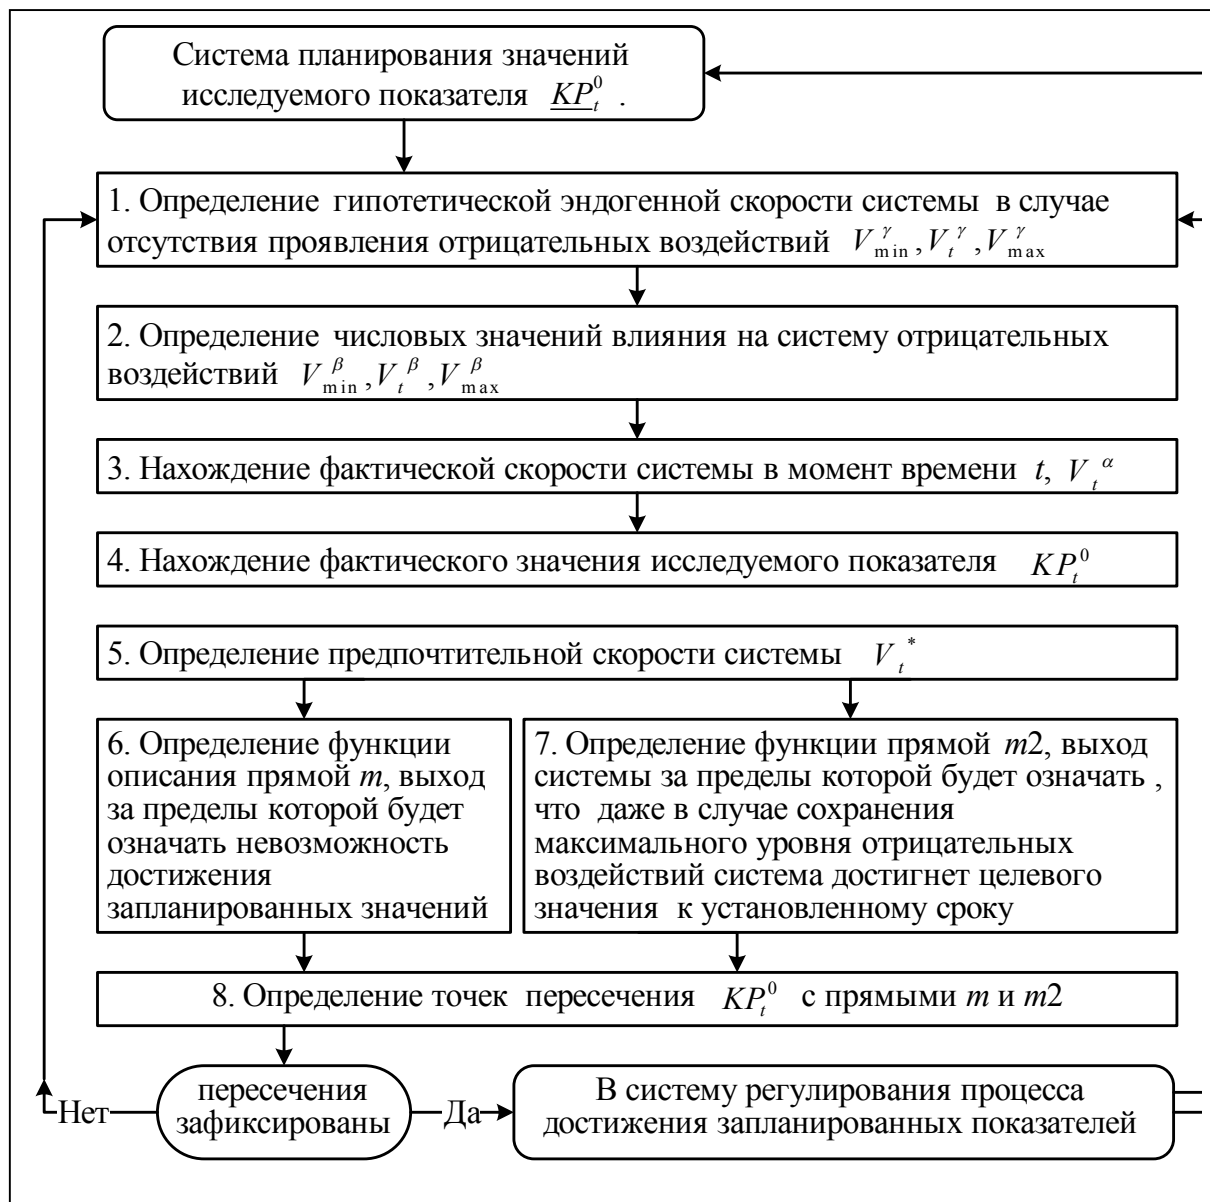 Система планирования значений
исследуемого показателя KP_t^0 .
1. Определение гипотетической эндогенной скорости системы в случае
отсутствия проявления отрицательных воздействий V_min^γ, V_t^γ, V_max^γ
2. Определение числовых значений влияния на систему отрицательных
воздействий V_min^β, V_t^β, V_max^β
3. Нахождение фактической скорости системы в момент времени t, V_t^α
4. Нахождение фактического значения исследуемого показателя KP_t^0
5. Определение предпочтительной скорости системы V_t^*
6. Определение функции
описания прямой m, выход
за пределы которой будет
означать невозможность
достижения
запланированных значений
7. Определение функции прямой m2, выход
системы за пределы которой будет означать ,
что даже в случае сохранения
максимального уровня отрицательных
воздействий система достигнет целевого
значения к установленному сроку
8. Определение точек пересечения KP_t^0 с прямыми m и m2
Нет
пересечения
зафиксированы
Да
В систему регулирования процесса
достижения запланированных показателей